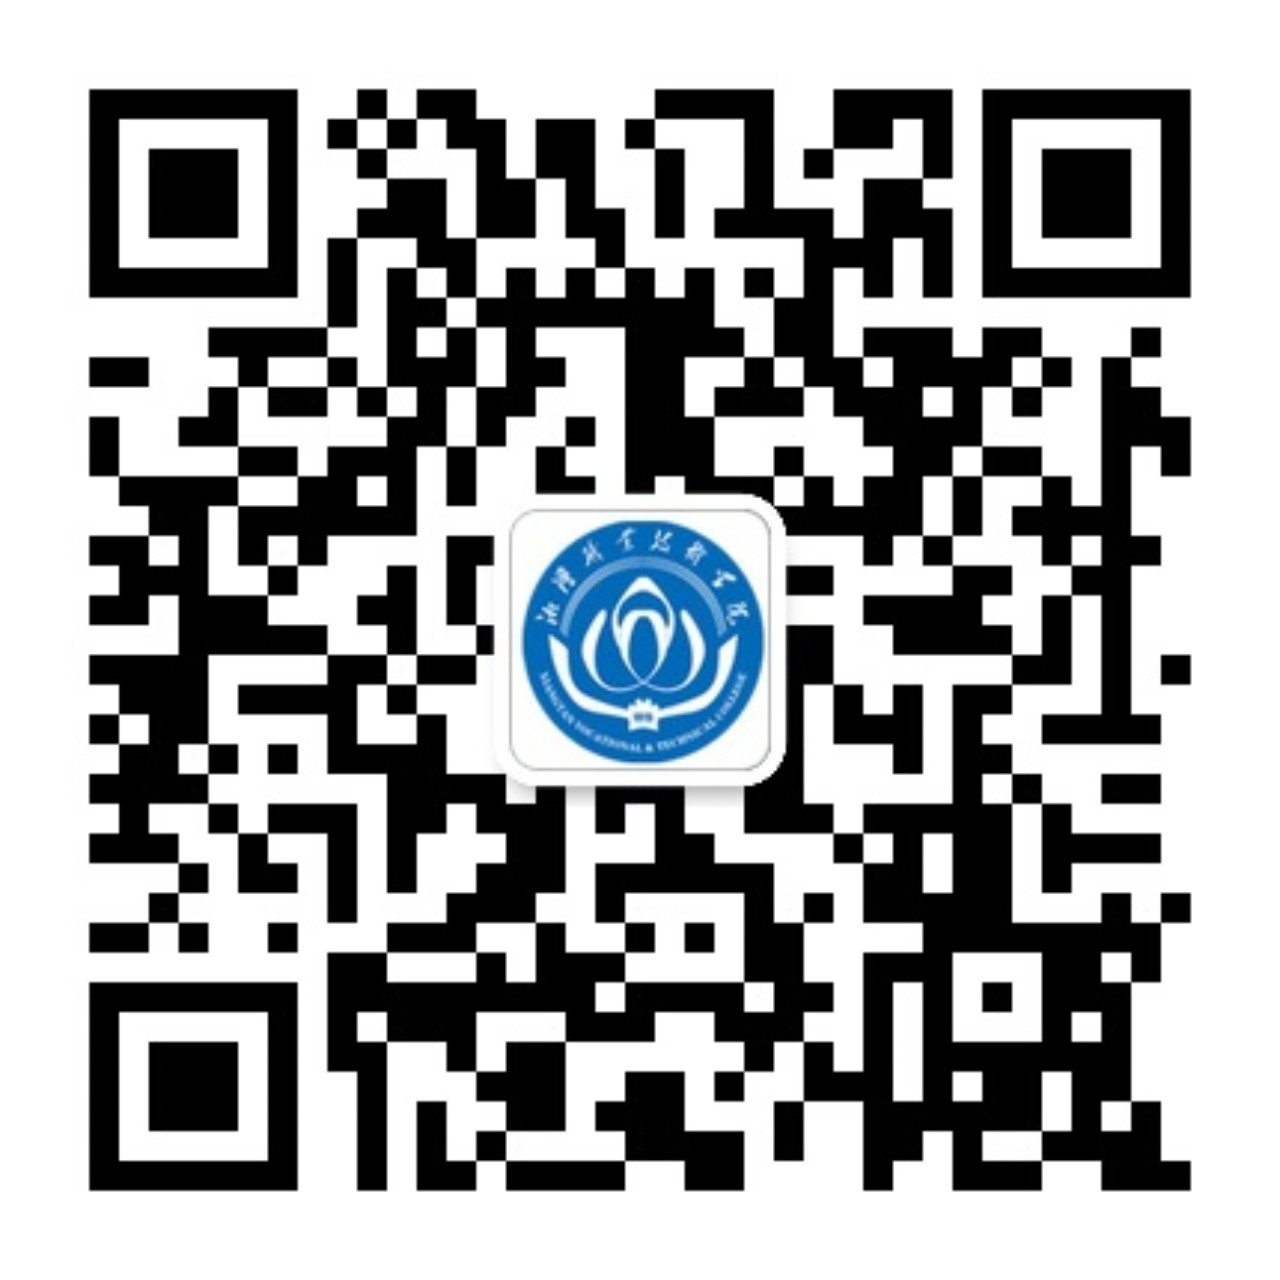 湘潭职业技术学院
XIANGTAN VOCATIONAL & TECHNICAL COLLEGE